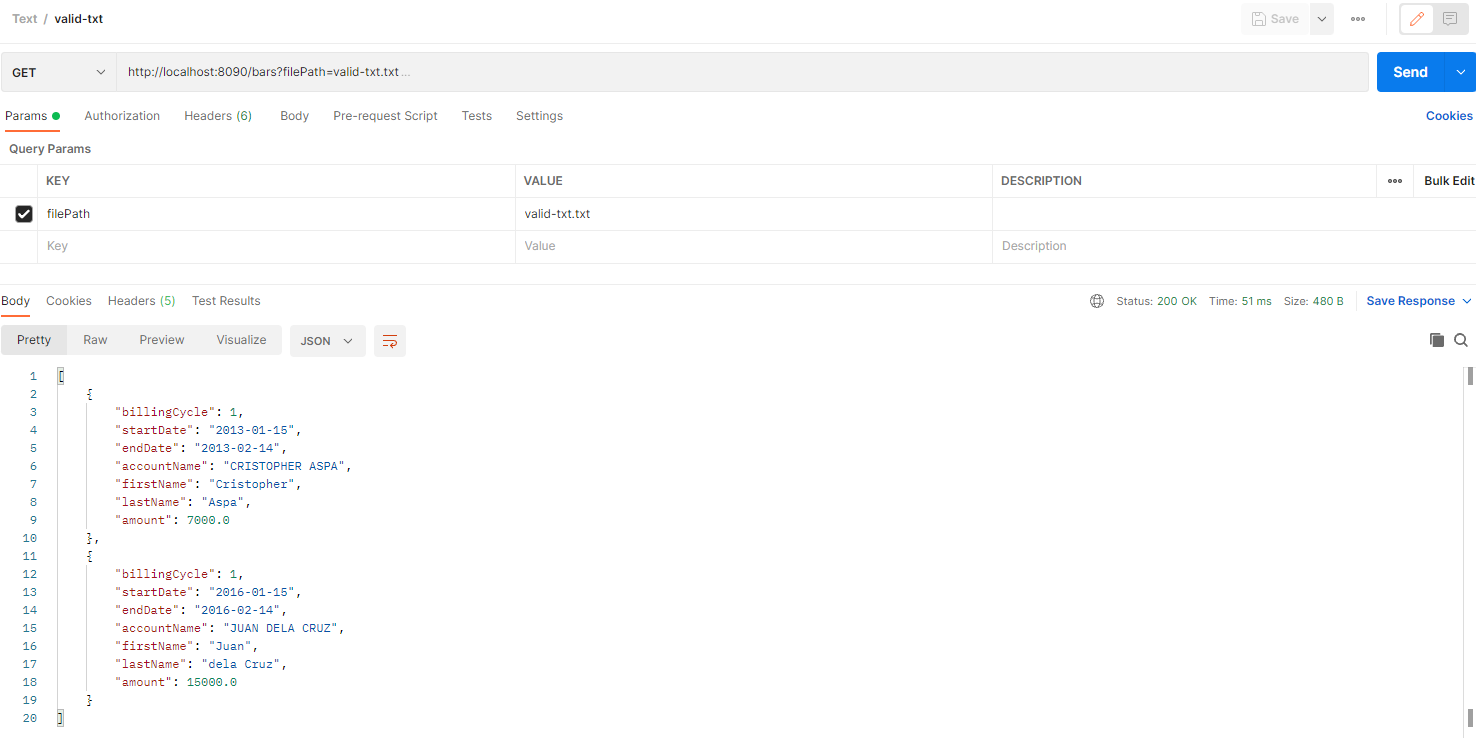 Text / valid-txt
Save
GET http://localhost:8090/bars?filePath=valid-txt.txt...
Send
Params Authorization Headers (6) Body Pre-request Script Tests Settings
Cookies
Query Params
KEY VALUE DESCRIPTION Bulk Edit
filePath valid-txt.txt
Key Value Description
Body Cookies Headers (5) Test Results
Status: 200 OK Time: 51 ms Size: 480 B Save Response
Pretty Raw Preview Visualize JSON
1 [
2 {
3 "billingCycle": 1,
4 "startDate": "2013-01-15",
5 "endDate": "2013-02-14",
6 "accountName": "CRISTOPHER ASPA",
7 "firstName": "Cristopher",
8 "lastName": "Aspa",
9 "amount": 7000.0
10 },
11 {
12 "billingCycle": 1,
13 "startDate": "2016-01-15",
14 "endDate": "2016-02-14",
15 "accountName": "JUAN DELA CRUZ",
16 "firstName": "Juan",
17 "lastName": "dela Cruz",
18 "amount": 15000.0
19 }
20 ]